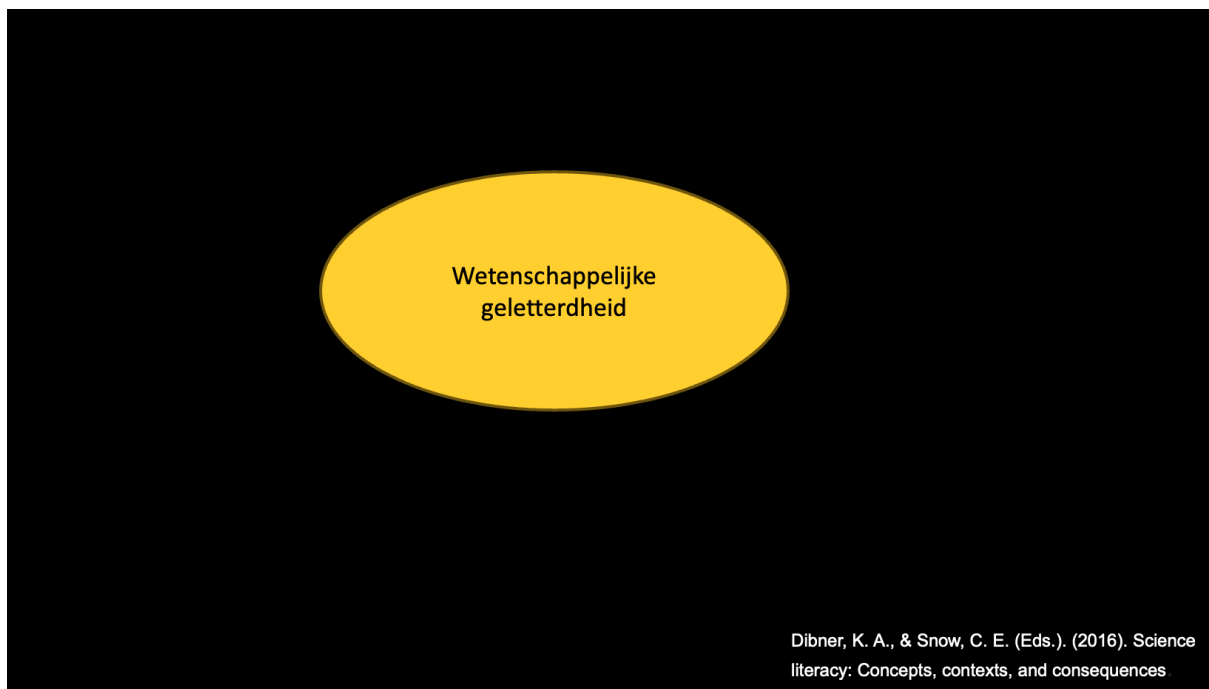 Wetenschappelijke
geletterdheid
Dibner, K. A., & Snow, C. E. (Eds.). (2016). Science
literacy: Concepts, contexts, and consequences.